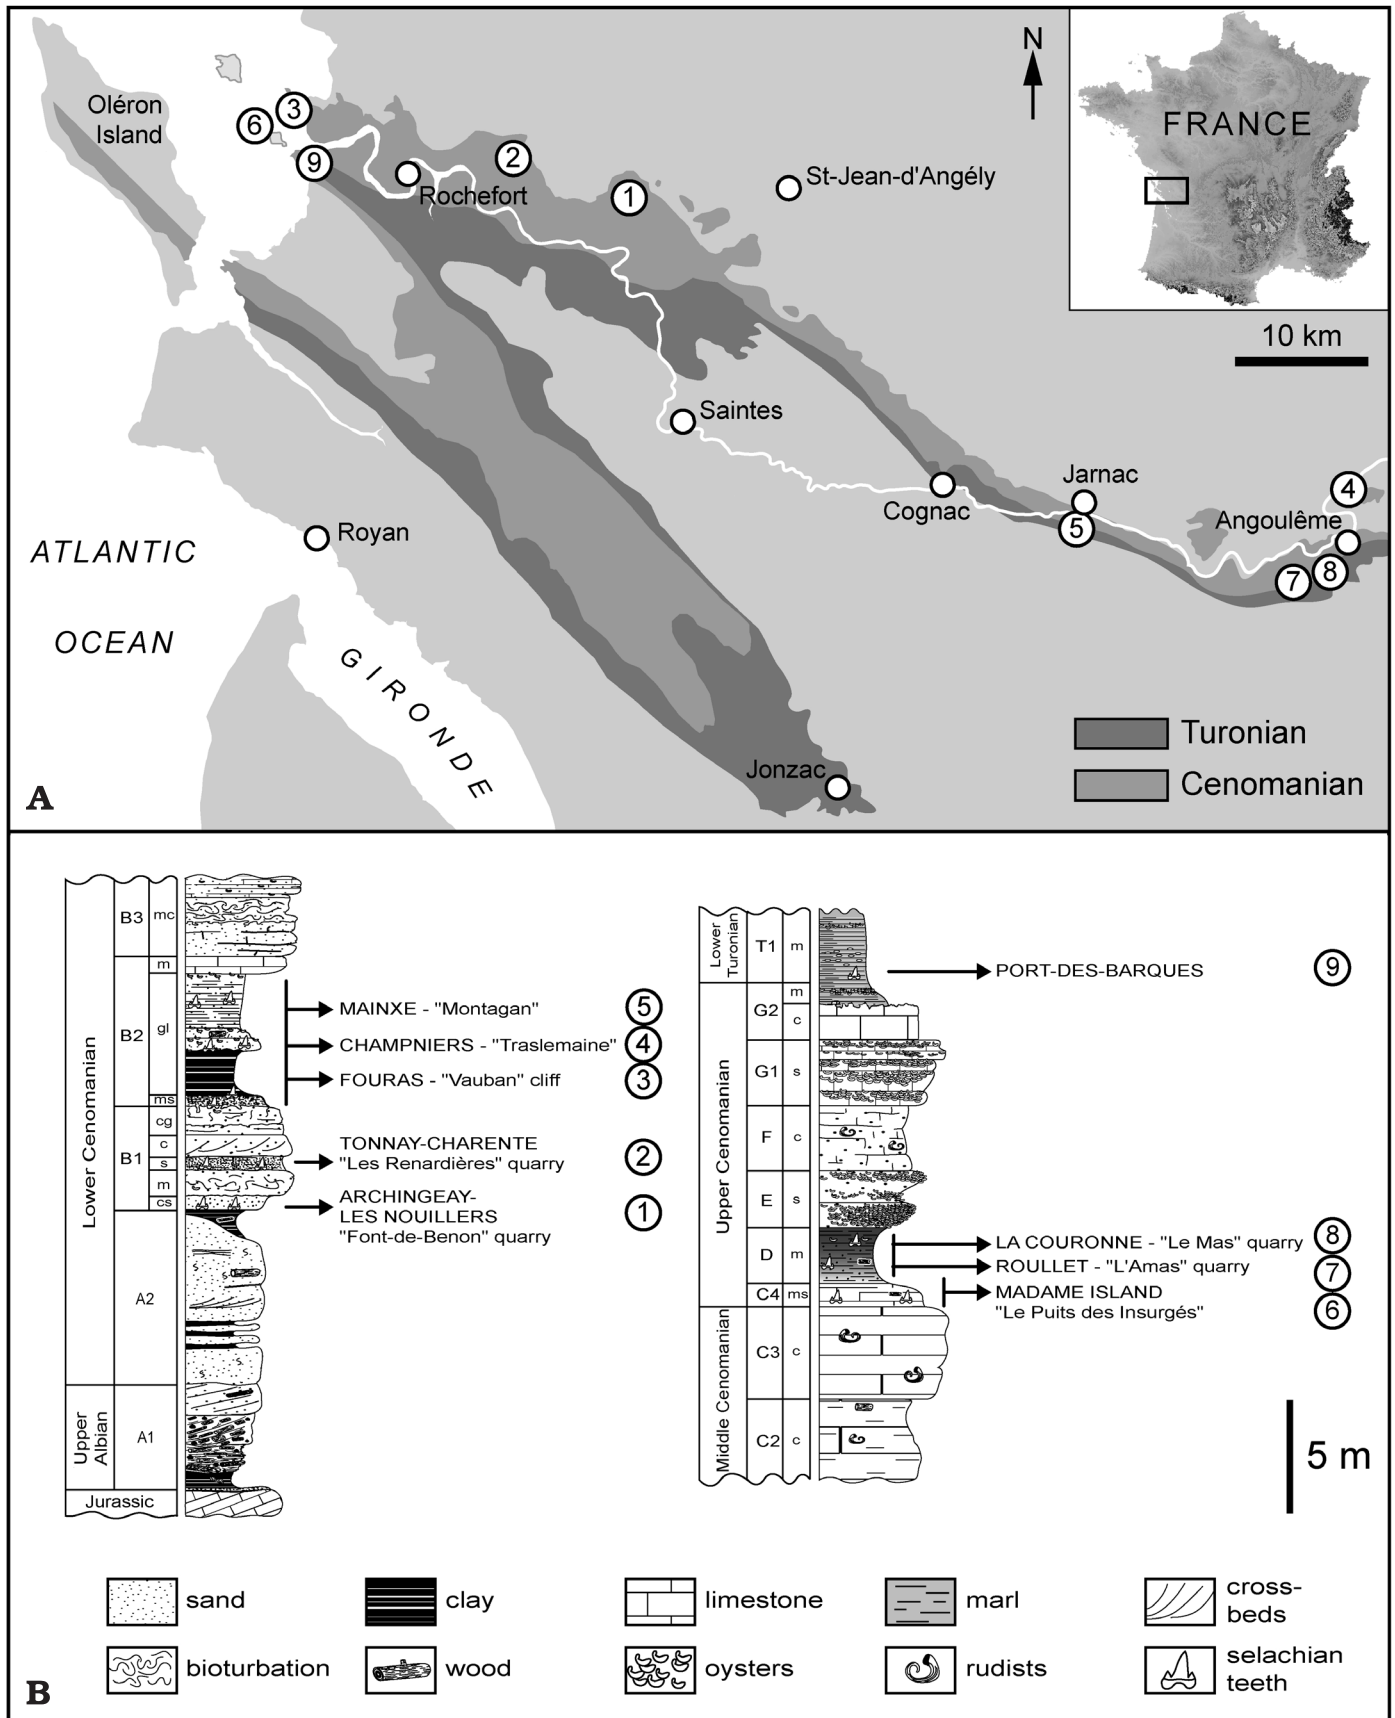 N
Oléron
Island
3
6
9
Rochefort
2
1
St-Jean-d'Angély
FRANCE
10 km
Saintes
Cognac
Jarnac
5
4
Angoulême
7
8
Royan
ATLANTIC
OCEAN
GIRONDE
Jonzac
Turonian
Cenomanian
A
Lower Cenomanian
Upper
Albian
Jurassic
B3
B2
B1
A2
A1
mc
m
gl
ms
cg
c
s
m
cs
MAINXE - "Montagan" 5
CHAMPNIERS - "Traslemaine" 4
FOURAS - "Vauban" cliff 3
TONNAY-CHARENTE
"Les Renardières" quarry 2
ARCHINGEAY-
LES NOUILLERS 1
"Font-de-Benon" quarry
Lower
Turonian
Upper Cenomanian
Middle Cenomanian
T1 m
G2 m
c
G1 s
F c
E s
D m
C4 ms
C3 c
C2 c
PORT-DES-BARQUES 9
LA COURONNE - "Le Mas" quarry 8
ROULLET - "L'Amas" quarry 7
MADAME ISLAND
"Le Puits des Insurgés" 6
5 m
sand
clay
limestone
marl
cross-
beds
bioturbation
wood
oysters
rudists
selachian
teeth
B